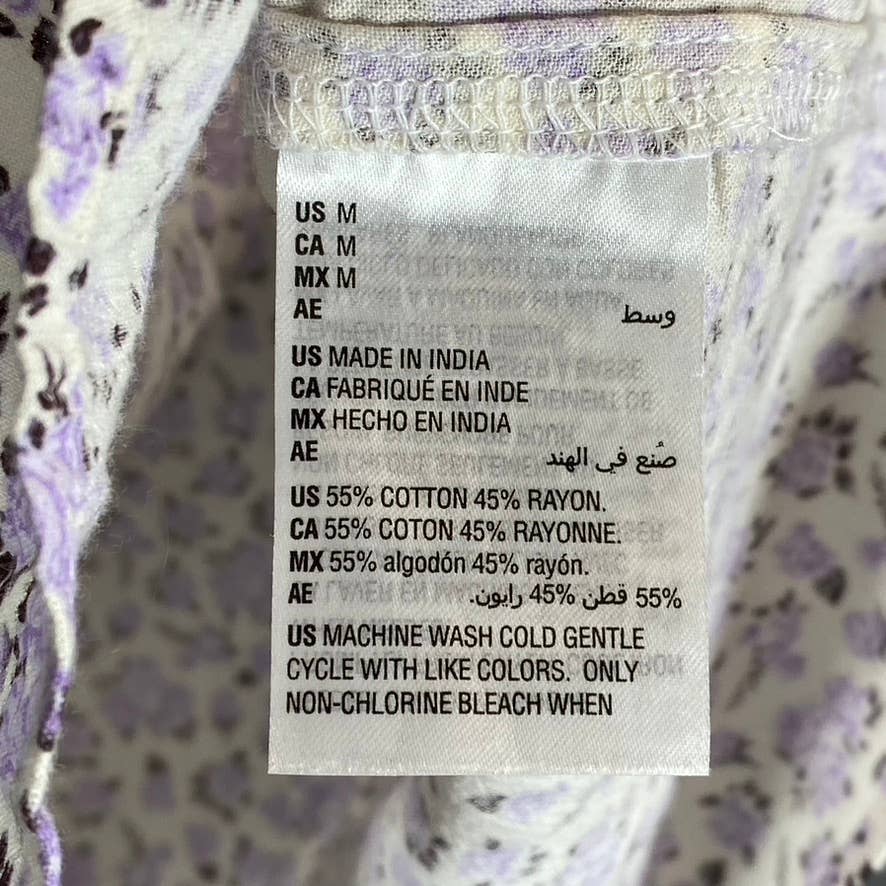 US M
CA M
MX M
AE وسط
US MADE IN INDIA
CA FABRIQUÉ EN INDE
MX HECHO EN INDIA
AE صُنع في الهند
US 55% COTTON 45% RAYON.
CA 55% COTON 45% RAYONNE.
MX 55% algodón 45% rayón.
AE 55% قطن 45% رايون.
US MACHINE WASH COLD GENTLE
CYCLE WITH LIKE COLORS. ONLY
NON-CHLORINE BLEACH WHEN